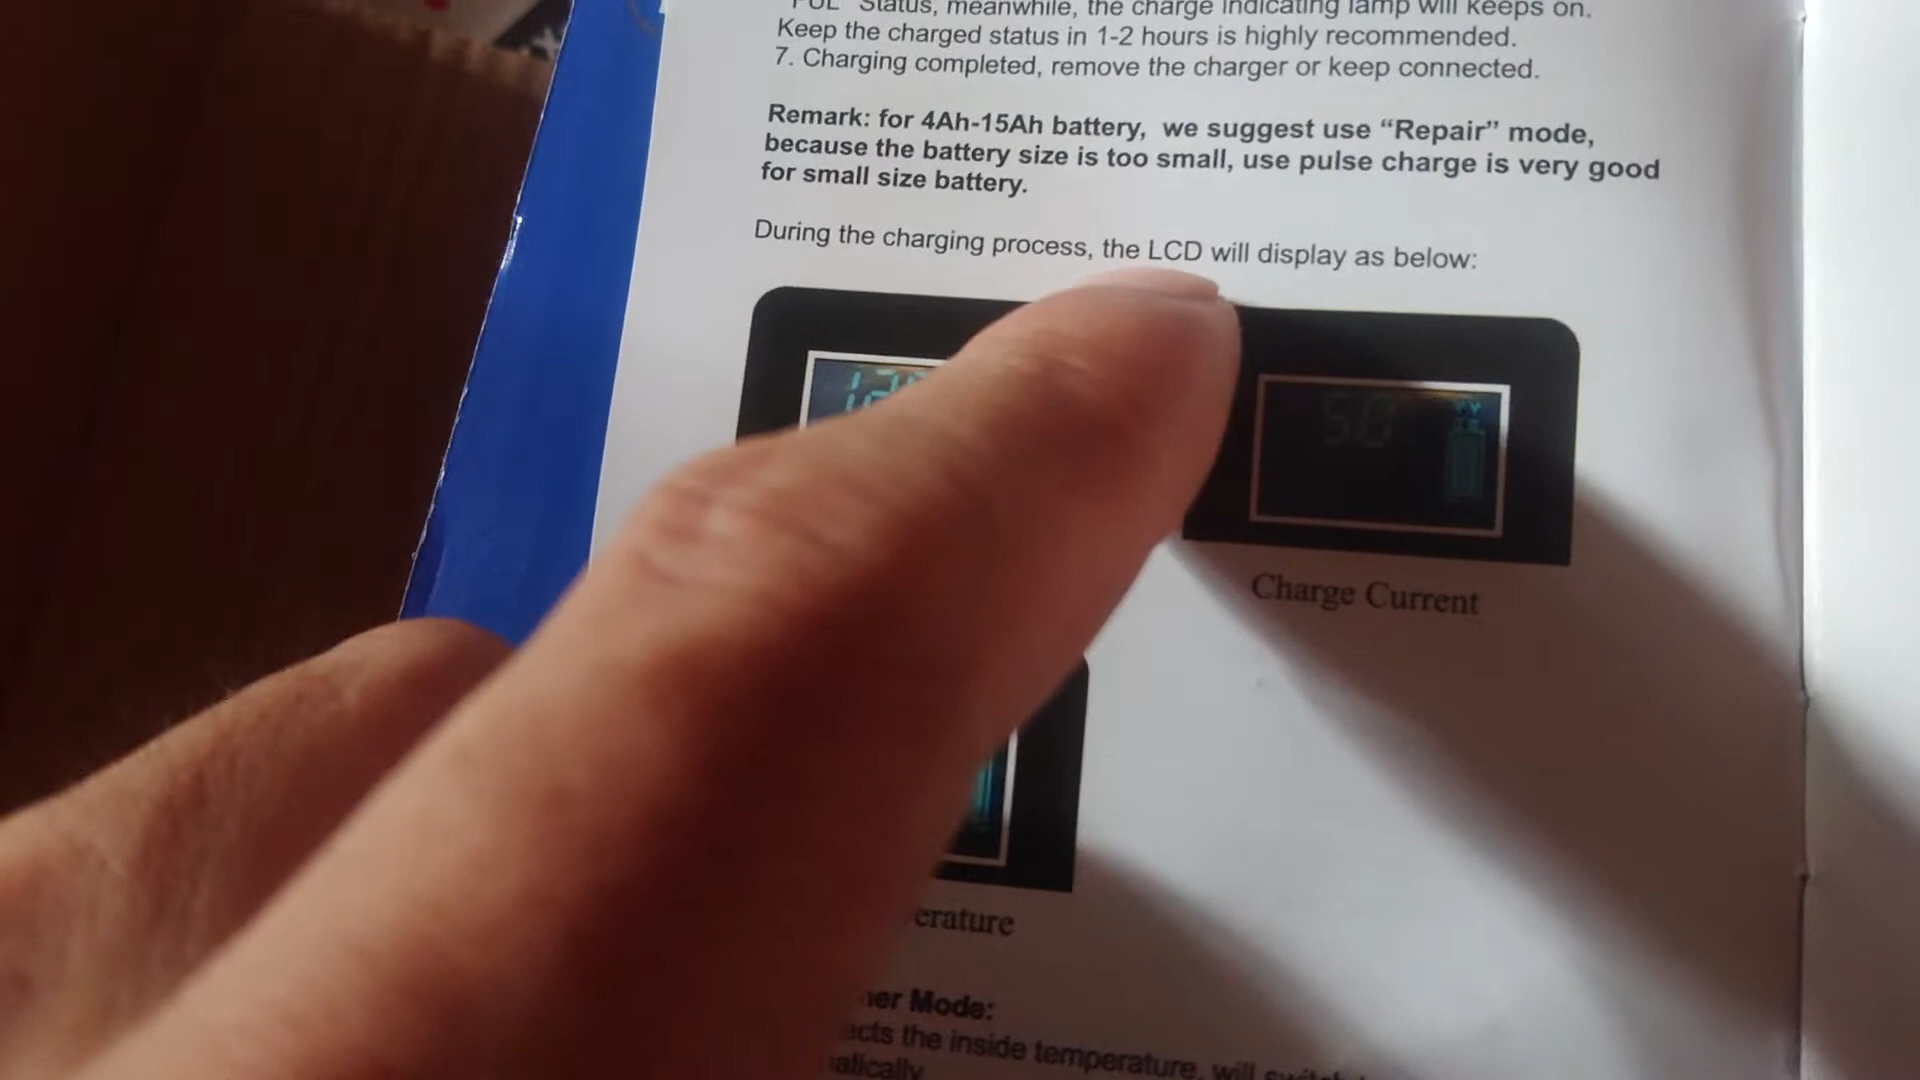 Status, meanwhile, the charge indicating lamp will keeps on.
Keep the charged status in 1-2 hours is highly recommended.
7. Charging completed, remove the charger or keep connected.
Remark: for 4Ah-15Ah battery, we suggest use “Repair” mode,
because the battery size is too small, use pulse charge is very good
for small size battery.
During the charging process, the LCD will display as below:
5.0
Charge Current
erature
Mode:
the inside temperature, will